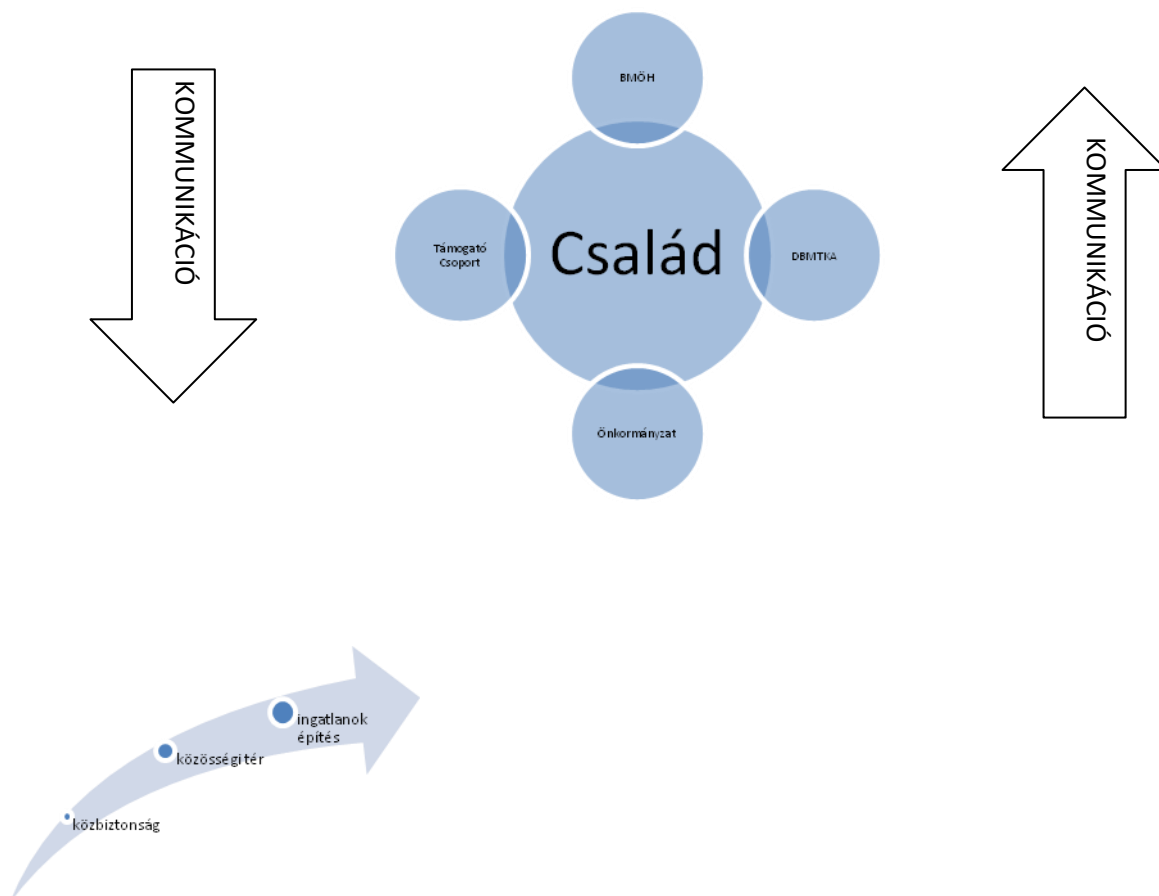 KOMMUNIKÁCIÓ
BMÖH
KOMMUNIKÁCIÓ
Támogató
Csoport
Család
DBMTKA
Önkormányzat
ingatlanok
építés
közösségi tér
közbiztonság